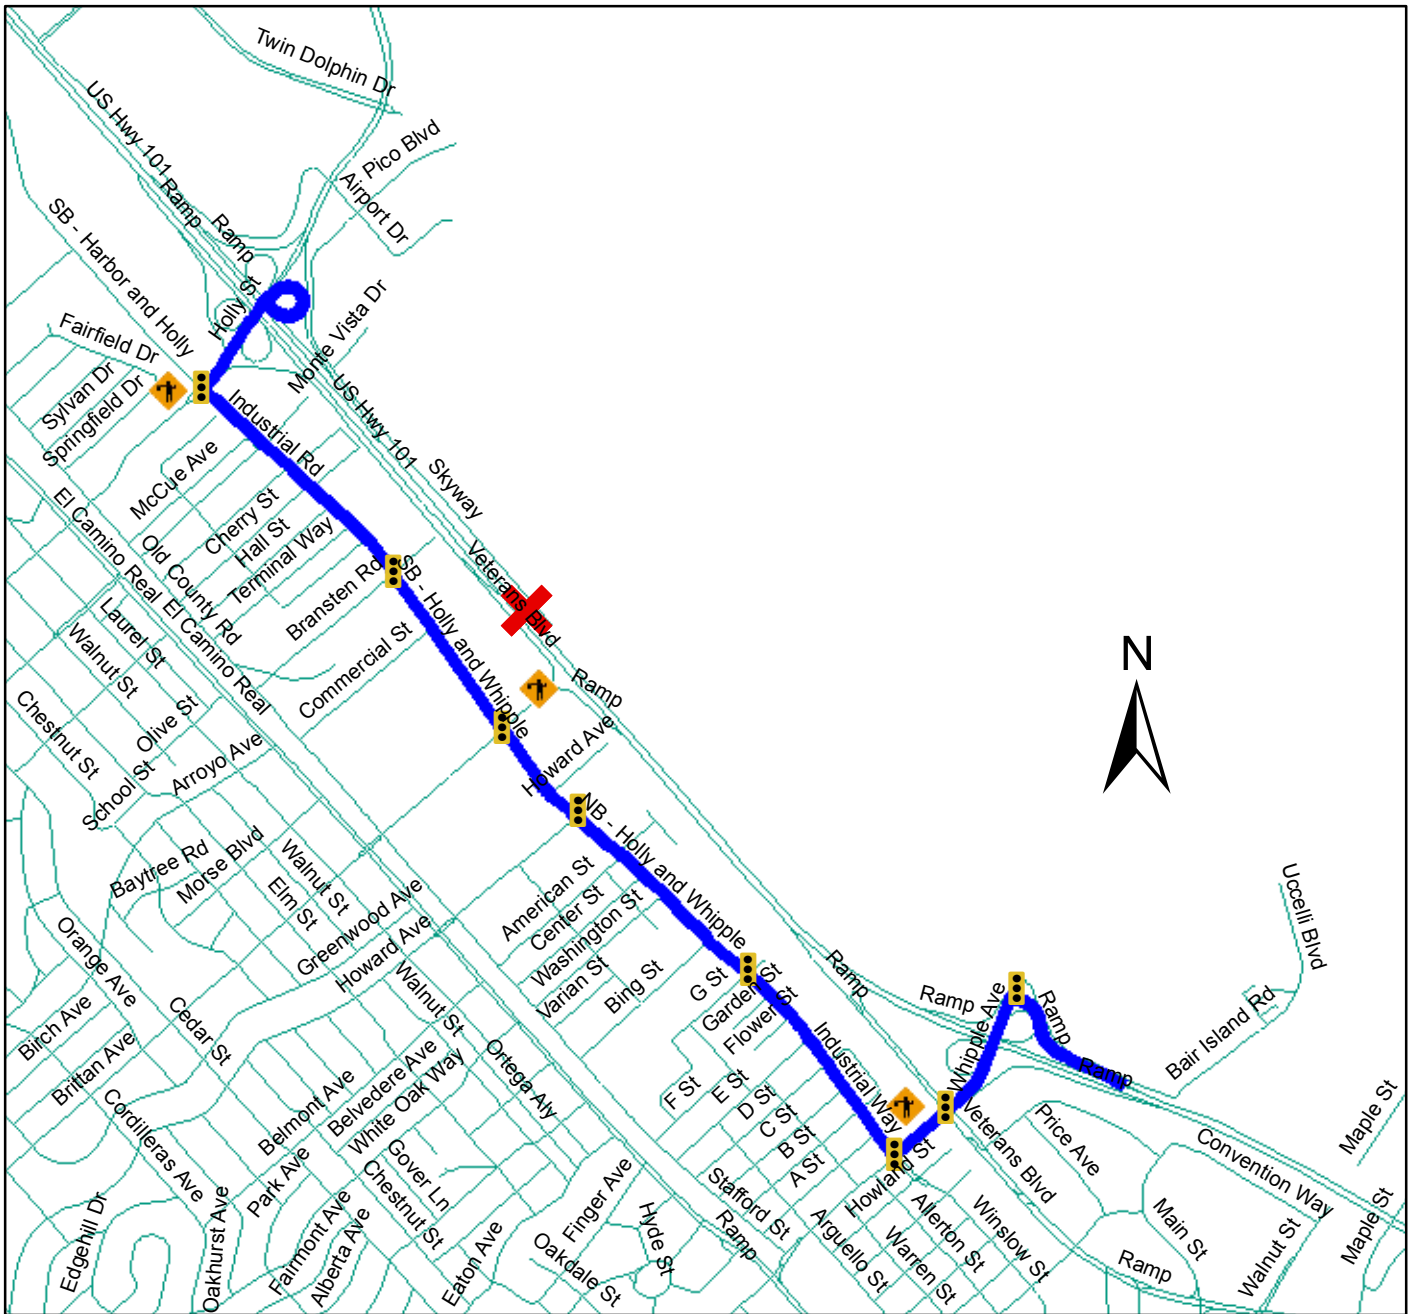 Twin Dolphin Dr
US Hwy 101
Pico Blvd
Ramp
Airport Dr
SB - Harbor and Holly
Ramp
Holly St
Monte Vista Dr
Fairfield Dr
Sylvan Dr
Springfield Dr
Industrial Rd
US Hwy 101
McCue Ave
Skyway
Cherry St
Hall St
Terminal Way
El Camino Real
Old County Rd
Veterans Blvd
Bransten Rd
SB - Holly and Whipple
El Camino Real
Laurel St
Walnut St
Commercial St
N
Ramp
Chestnut St
Olive St
Howard Ave
School St
Arroyo Ave
NB - Holly and Whipple
Baytree Rd
Morse Blvd
Walnut St
Elm St
American St
Center St
Washington St
Greenwood Ave
Howard Ave
Uccelli Blvd
Orange Ave
Varian St
Bing St
G St
Garden St
Flower St
Ramp
Ramp
Whipple Ave
Ramp
Bair Island Rd
Walnut St
Birch Ave
Cedar St
Brittan Ave
Ortega Aly
Belvedere Ave
White Oak Way
Belmont Ave
Industrial Way
Ramp
F St
E St
D St
C St
B St
A St
Cordilleras Ave
Veterans Blvd
Price Ave
Maple St
Convention Way
Park Ave
Gover Ln
Chestnut St
Howland St
Stafford St
Finger Ave
Edgehill Dr
Oakhurst Ave
Fairmont Ave
Alberta Ave
Eaton Ave
Oakdale St
Hyde St
Ramp
Arguello St
Warren St
Allerton St
Winslow St
Ramp
Main St
Walnut St
Maple St